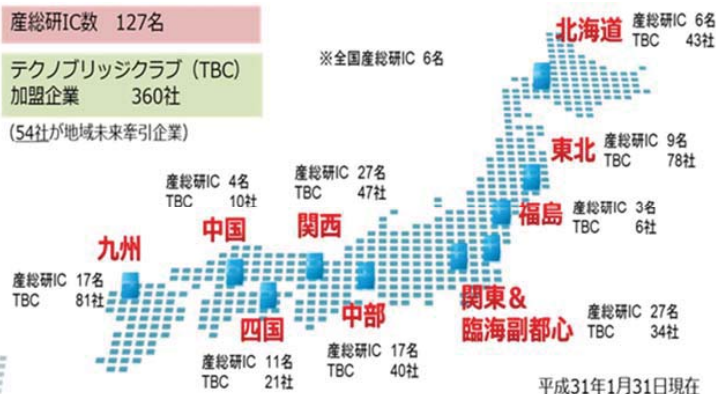 産総研IC数 127名
テクノブリッジクラブ（TBC）
加盟企業 360社
(54社が地域未来牽引企業)
※全国産総研IC 6名
北海道
産総研IC 6名
TBC 43社
東北
産総研IC 9名
TBC 78社
福島
産総研IC 3名
TBC 6社
関東＆
臨海副都心
産総研IC 27名
TBC 34社
中部
産総研IC 17名
TBC 40社
関西
産総研IC 27名
TBC 47社
中国
産総研IC 4名
TBC 10社
四国
産総研IC 11名
TBC 21社
九州
産総研IC 17名
TBC 81社
平成31年1月31日現在